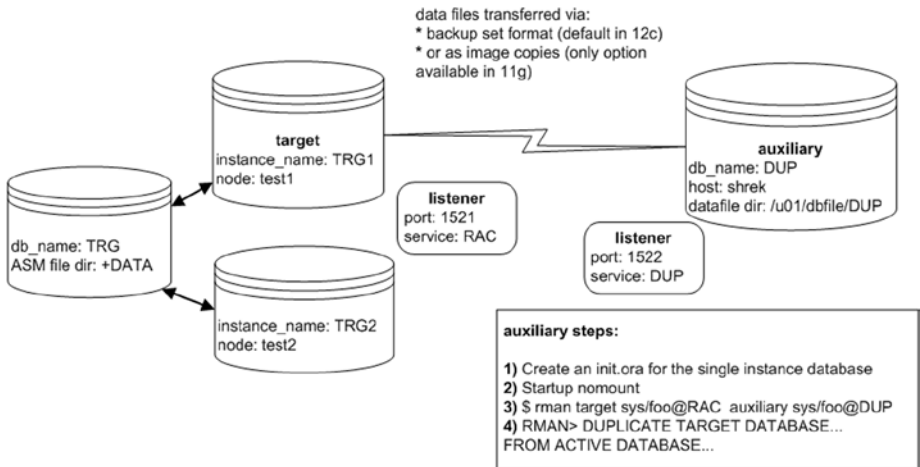 data files transferred via:
* backup set format (default in 12c)
* or as image copies (only option
available in 11g)
target
instance_name: TRG1
node: test1
auxiliary
db_name: DUP
host: shrek
datafile dir: /u01/dbfile/DUP
listener
port: 1521
service: RAC
db_name: TRG
ASM file dir: +DATA
listener
port: 1522
service: DUP
instance_name: TRG2
node: test2
auxiliary steps:
1) Create an init.ora for the single instance database
2) Startup nomount
3) $ rman target sys/foo@RAC auxiliary sys/foo@DUP
4) RMAN> DUPLICATE TARGET DATABASE...
FROM ACTIVE DATABASE...